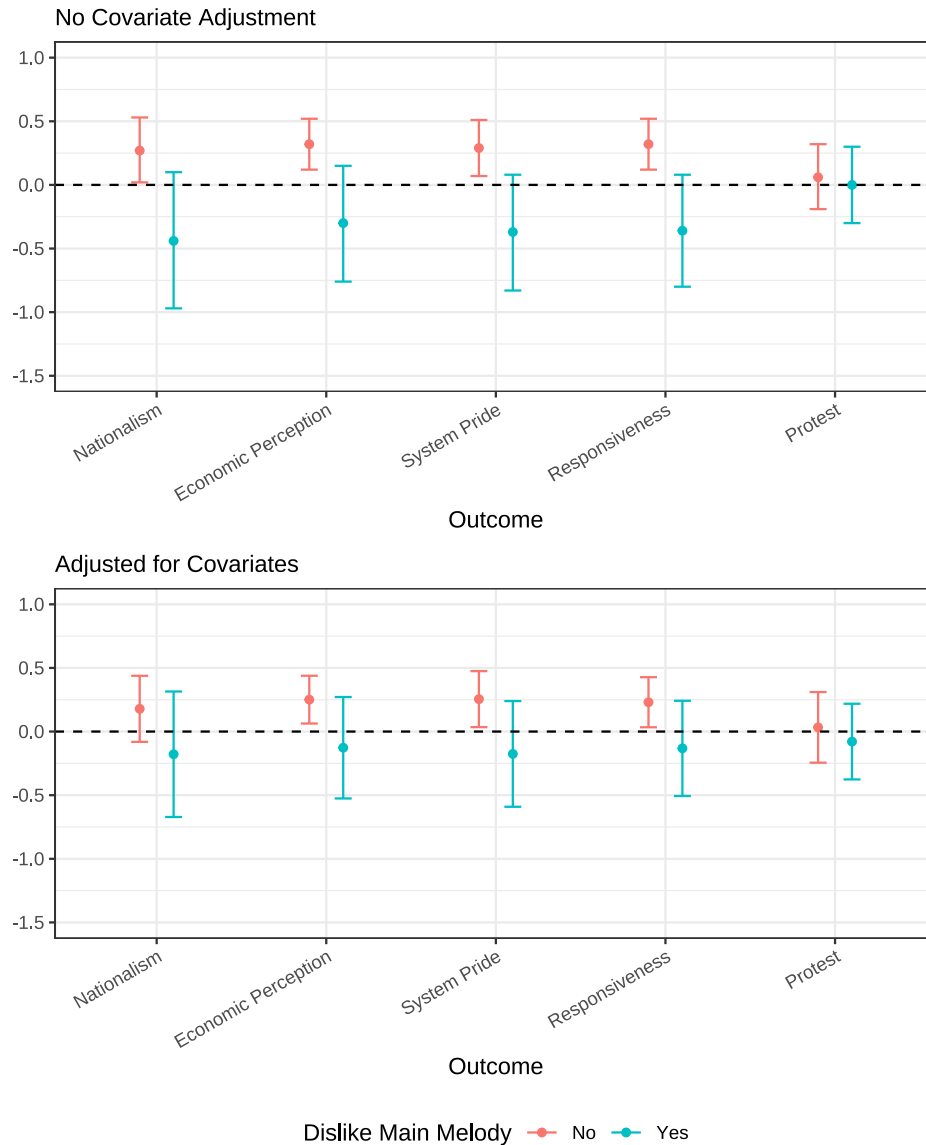 No Covariate Adjustment
1.0
0.5
0.0
-0.5
-1.0
-1.5
Nationalism
Economic Perception
System Pride
Responsiveness
Protest
Outcome
Adjusted for Covariates
1.0
0.5
0.0
-0.5
-1.0
-1.5
Nationalism
Economic Perception
System Pride
Responsiveness
Protest
Outcome
Dislike Main Melody No Yes